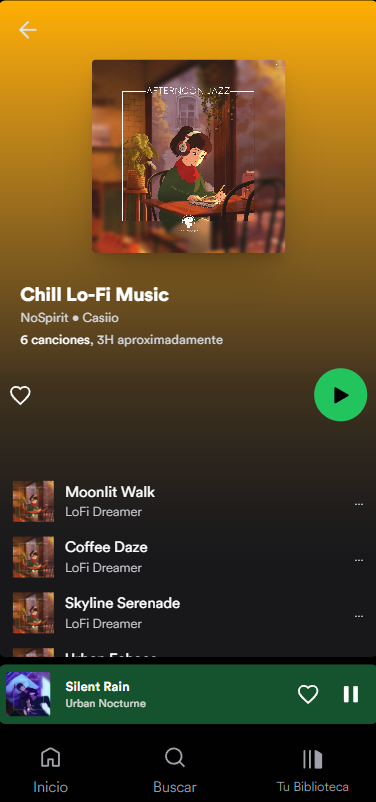 AFTERNOON JAZZ
Chill Lo-Fi Music
NoSpirit • Casiio
6 canciones, 3H aproximadamente
Moonlit Walk
LoFi Dreamer
...
Coffee Daze
LoFi Dreamer
...
Skyline Serenade
LoFi Dreamer
...
Silent Rain
Urban Nocturne
Inicio
Buscar
Tu Biblioteca